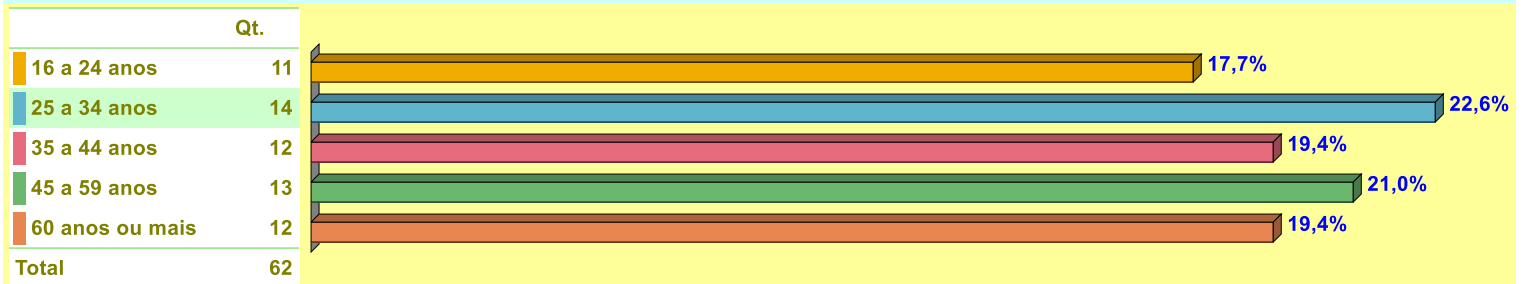 Qt.
16 a 24 anos 11 17,7%
25 a 34 anos 14 22,6%
35 a 44 anos 12 19,4%
45 a 59 anos 13 21,0%
60 anos ou mais 12 19,4%
Total 62